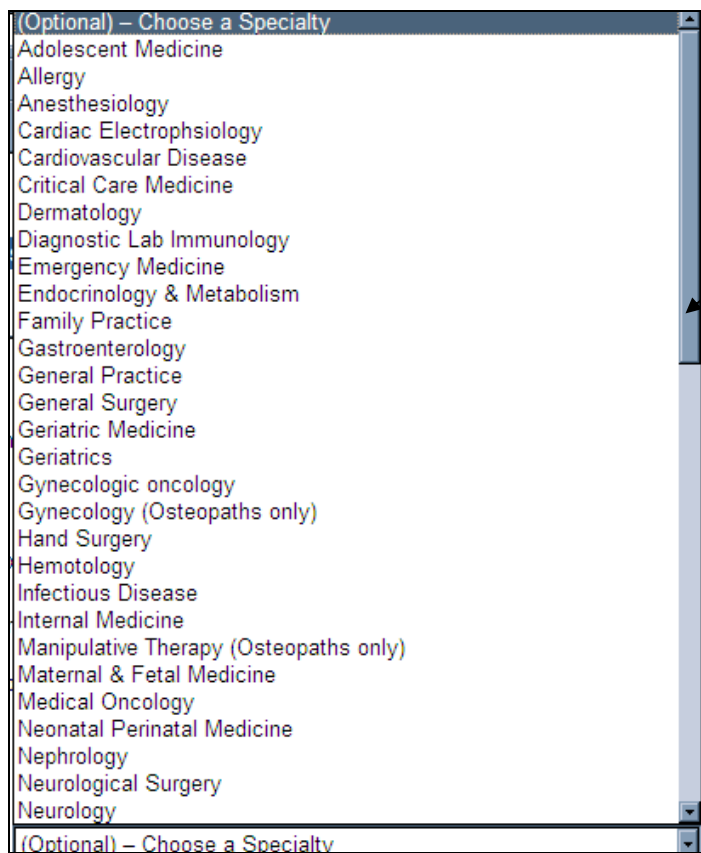 (Optional) – Choose a Specialty
Adolescent Medicine
Allergy
Anesthesiology
Cardiac Electrophsiology
Cardiovascular Disease
Critical Care Medicine
Dermatology
Diagnostic Lab Immunology
Emergency Medicine
Endocrinology & Metabolism
Family Practice
Gastroenterology
General Practice
General Surgery
Geriatric Medicine
Geriatrics
Gynecologic oncology
Gynecology (Osteopaths only)
Hand Surgery
Hemotology
Infectious Disease
Internal Medicine
Manipulative Therapy (Osteopaths only)
Maternal & Fetal Medicine
Medical Oncology
Neonatal Perinatal Medicine
Nephrology
Neurological Surgery
Neurology
(Optional) – Choose a Specialty